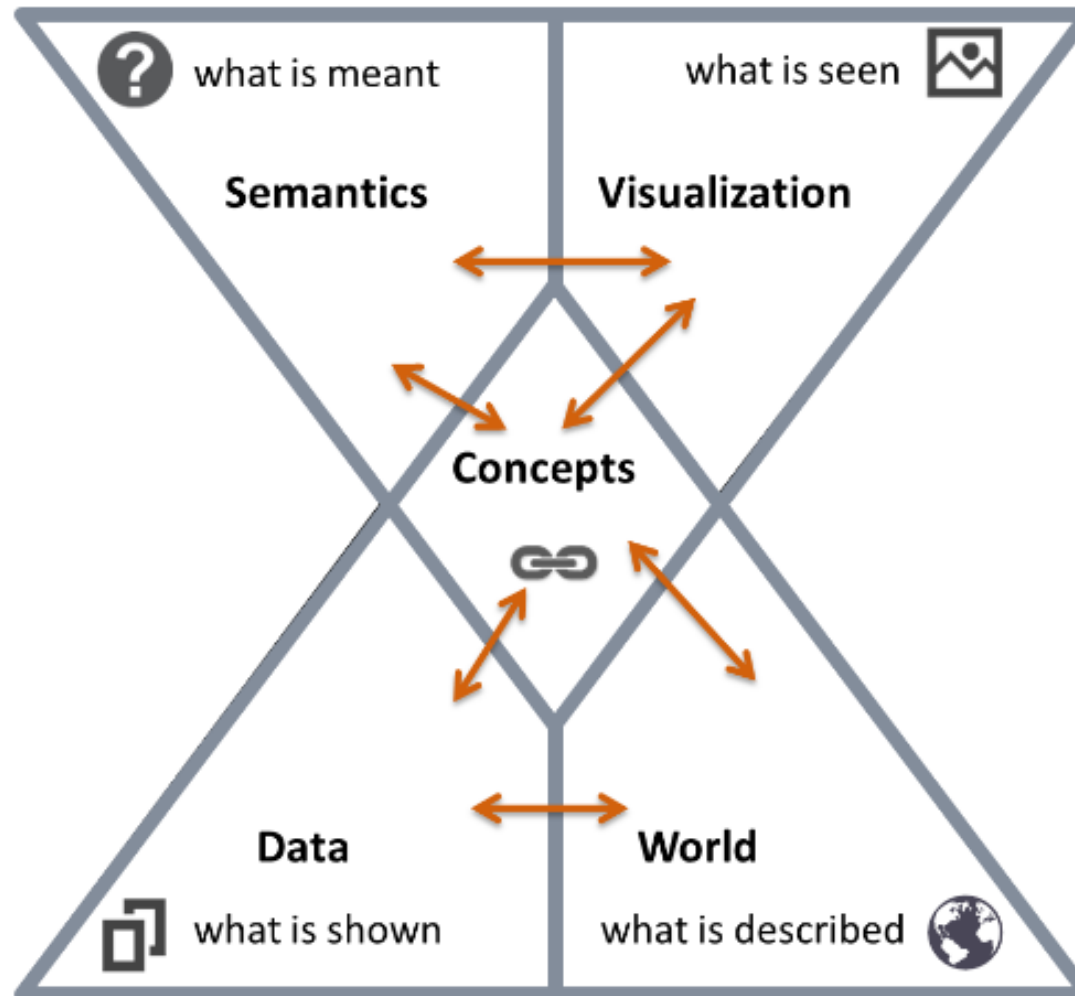 ? what is meant
what is seen
Semantics
Visualization
Concepts
Data
World
what is shown
what is described